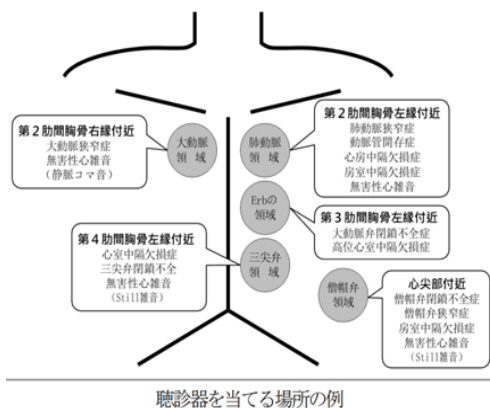 第2肋間胸骨右縁付近
大動脈狭窄症
無害性心雑音
(静脈コマ音)
大動脈
領 域
肺動脈
領 域
第2肋間胸骨左縁付近
肺動脈狭窄症
動脈管開存症
心房中隔欠損症
房室中隔欠損症
無害性心雑音
Erbの
領域
第3肋間胸骨左縁付近
大動脈弁閉鎖不全症
高位心室中隔欠損症
第4肋間胸骨左縁付近
心室中隔欠損症
三尖弁閉鎖不全
無害性心雑音
(Still雑音)
三尖弁
領 域
僧帽弁
領域
心尖部付近
僧帽弁閉鎖不全症
僧帽弁狭窄症
房室中隔欠損症
無害性心雑音
(Still雑音)
聴診器を当てる場所の例